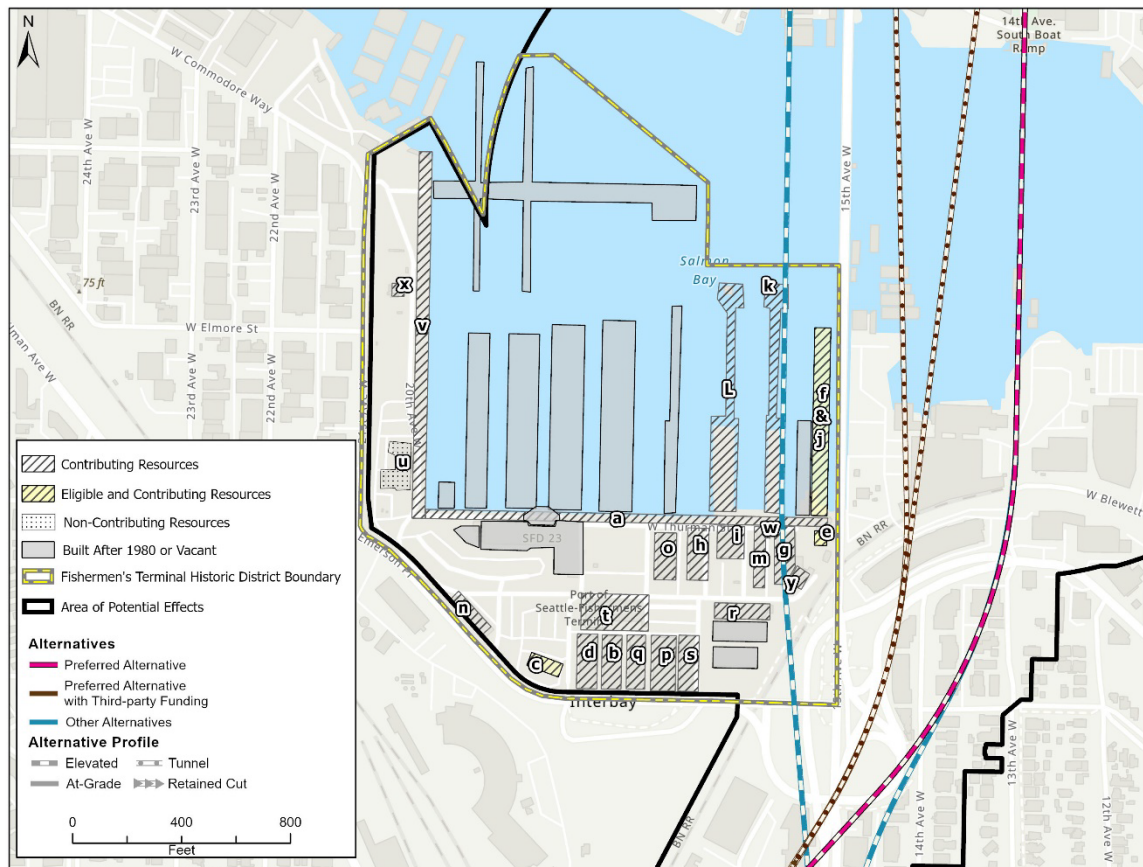 N
W Commodore Way
24th Ave W
23rd Ave W
22nd Ave W
14th Ave.
South Boat
Ramp
15th Ave W
Salmon
Bay
75 ft
BN RR
W Elmore St
23rd Ave W
22nd Ave W
20th Ave W
x
v
k
L
f
&
j
u
a
W Thurman St
w
e
SFD 23
o
h
i
m
g
y
BN RR
W Blewett
Emerson Pl
n
Port of
Seattle-Fishermens
Terminal
t
r
c
d
b
q
p
s
Interbay
BN RR
14th Ave W
14th Ave W
13th Ave W
12th Ave W
Contributing Resources
Eligible and Contributing Resources
Non-Contributing Resources
Built After 1980 or Vacant
Fishermen's Terminal Historic District Boundary
Area of Potential Effects
Alternatives
Preferred Alternative
Preferred Alternative
with Third-party Funding
Other Alternatives
Alternative Profile
Elevated
Tunnel
At-Grade
Retained Cut
0 400 800
Feet